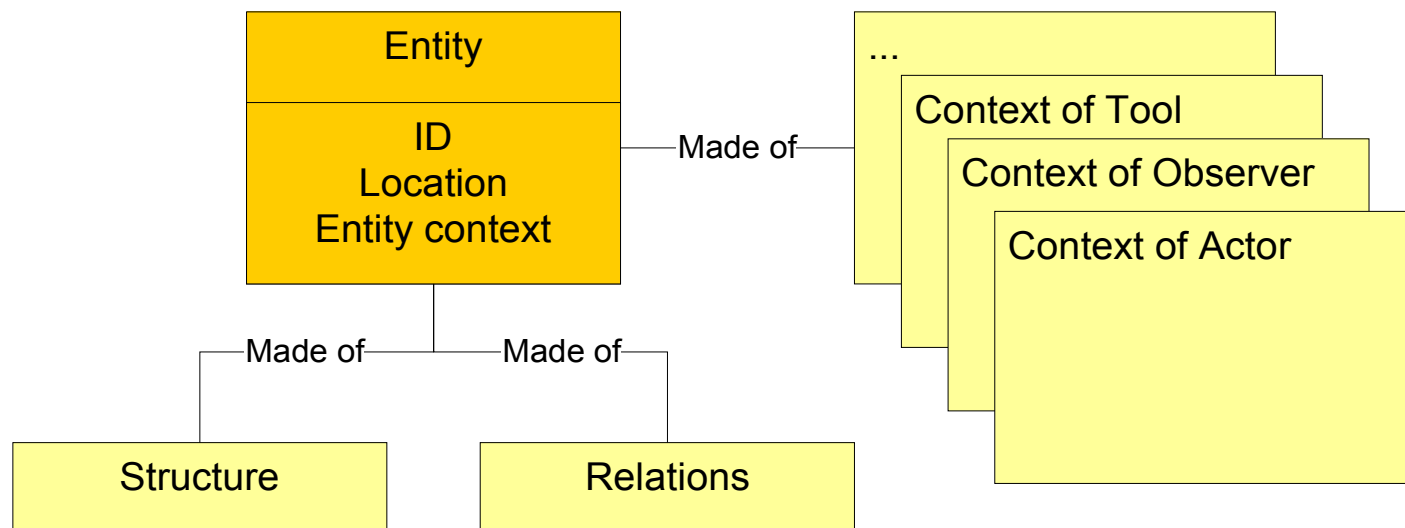 Entity
ID
Location
Entity context
Made of
...
Context of Tool
Context of Observer
Context of Actor
Made of
Made of
Structure
Relations